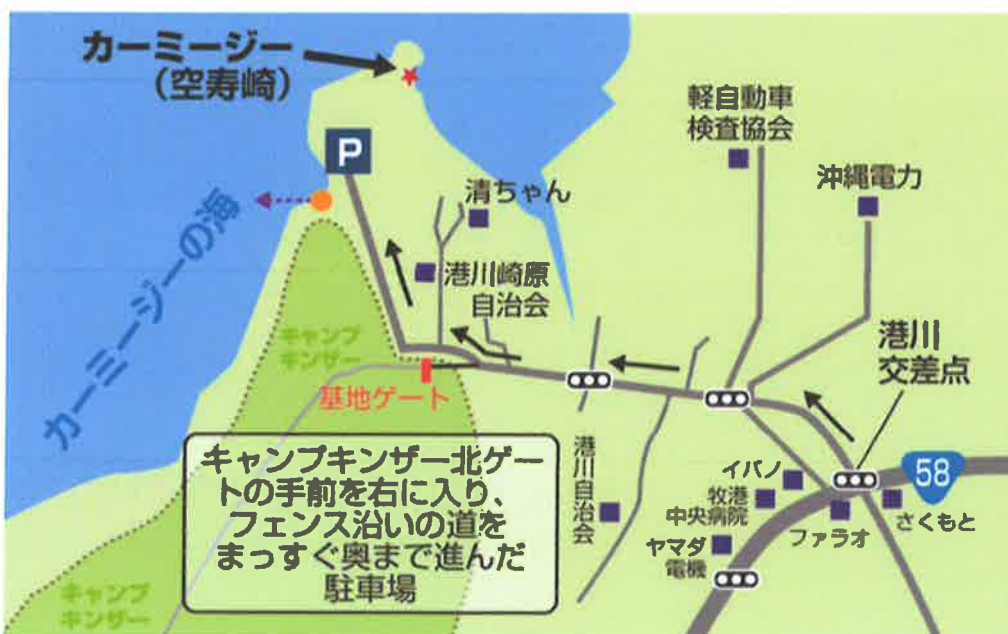 カーミージー
(空寿崎)
P
清ちゃん
港川崎原
自治会
軽自動車
検査協会
沖縄電力
港川
交差点
カーミージーの海
キャンプ
キンザー
基地ゲート
キャンプキンザー北ゲー
トの手前を右に入り、
フェンス沿いの道を
まっすぐ奥まで進んだ
駐車場
港川自治会
イバノ
牧港
中央病院
ヤマダ
電機
ファラオ
さくもと
58
キャンプ
キンザー